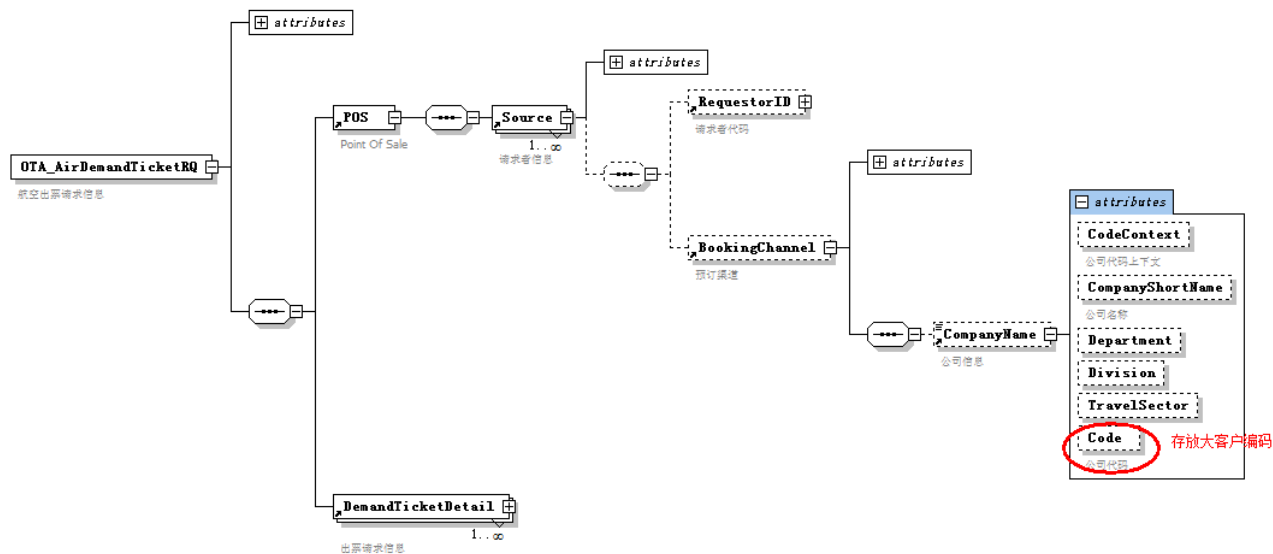 attributes
attributes
RequestorID
请求者代码
POS
Point Of Sale
Source
1..∞
请求者信息
OTA_AirDemandTicketRQ
航空出票请求信息
attributes
BookingChannel
预订渠道
attributes
CodeContext
公司代码上下文
CompanyShortName
公司名称
CompanyName
公司信息
Department
Division
TravelSector
Code
公司代码
存放大客户编码
DemandTicketDetail
1..∞
出票请求信息